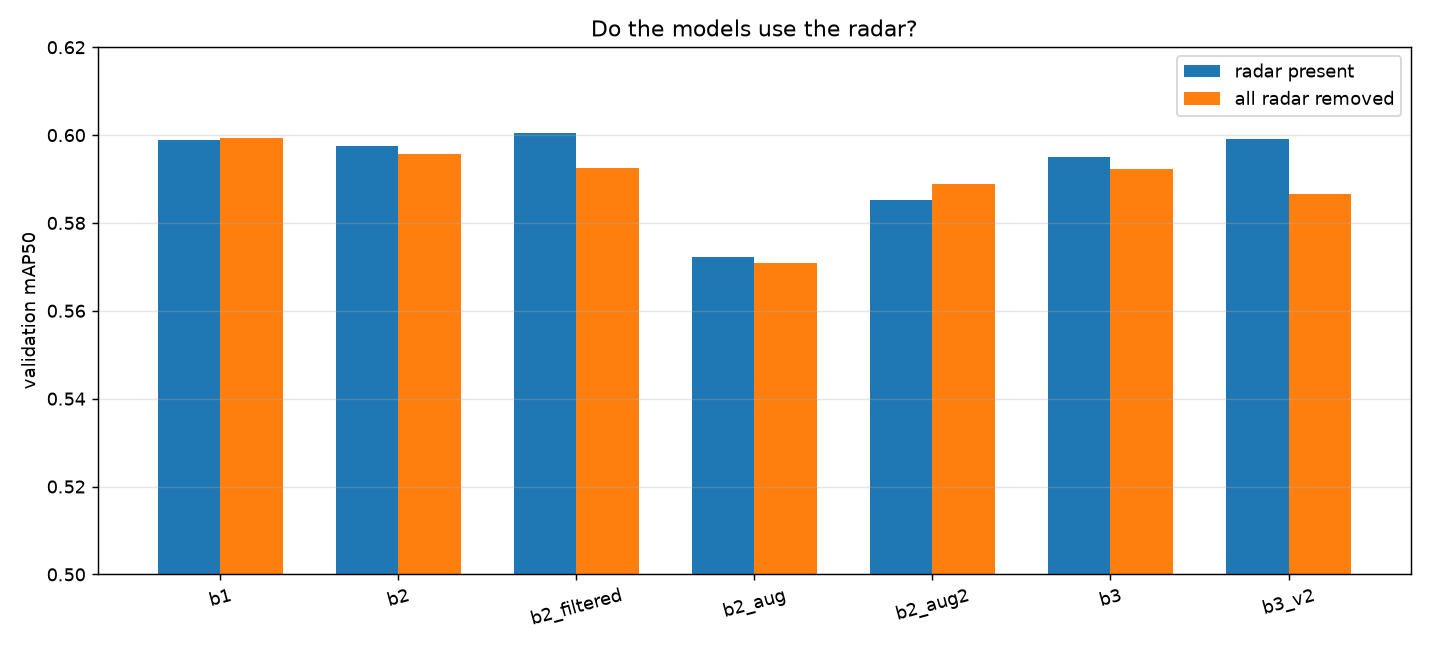 Do the models use the radar?
radar present
all radar removed
validation mAP50
0.62
0.60
0.58
0.56
0.54
0.52
0.50
b1
b2
b2_filtered
b2_aug
b2_aug2
b3
b3_v2